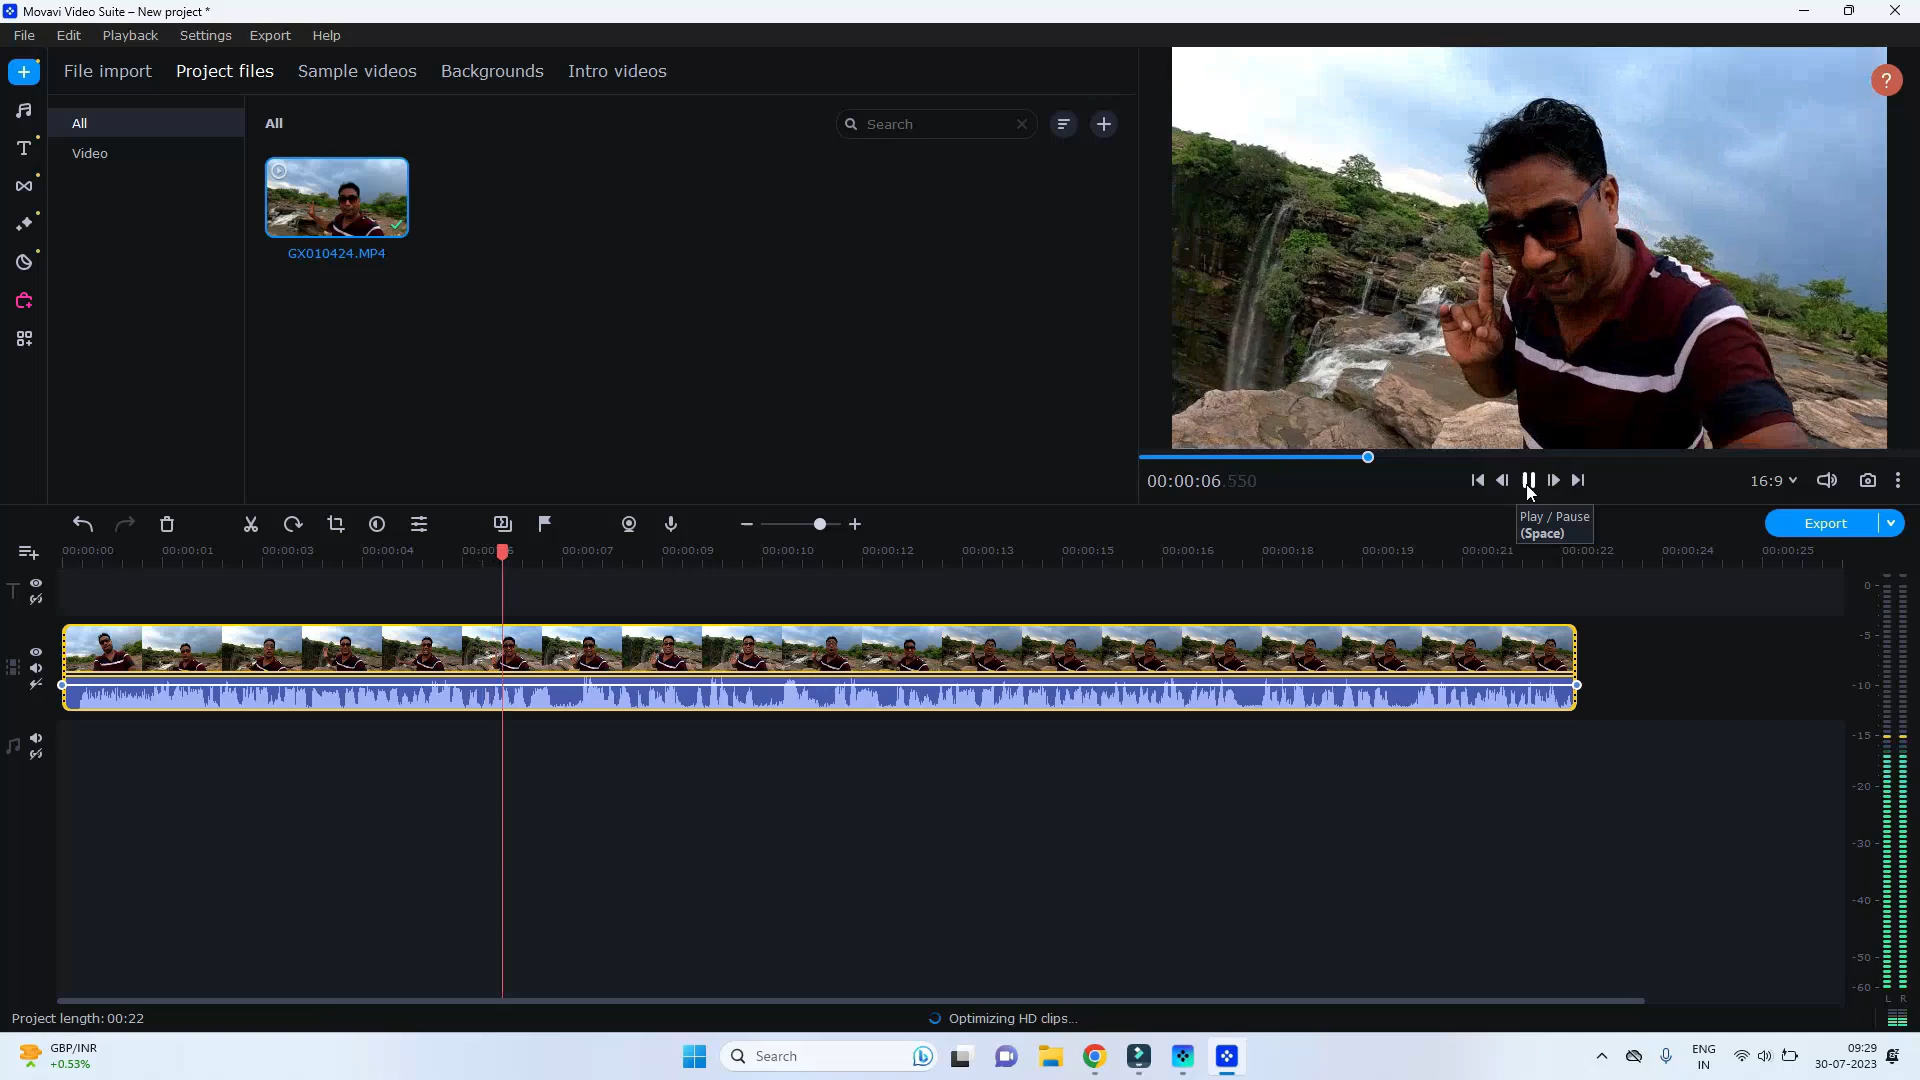 Movavi Video Suite – New project *
File Edit Playback Settings Export Help
File import Project files Sample videos Backgrounds Intro videos
All
Video
All
Search
GX010424.MP4
00:00:06.550
16:9
Play / Pause
(Space)
Export
00:00:00 00:00:01 00:00:03 00:00:04 00:00:06 00:00:07 00:00:09 00:00:10 00:00:12 00:00:13 00:00:15 00:00:16 00:00:18 00:00:19 00:00:21 00:00:22 00:00:24 00:00:25
0
-5
-10
-15
-20
-30
-40
-50
-60
L R
Project length: 00:22
Optimizing HD clips...
GBP/INR
+0.53%
Search
ENG
IN
09:29
30-07-2023